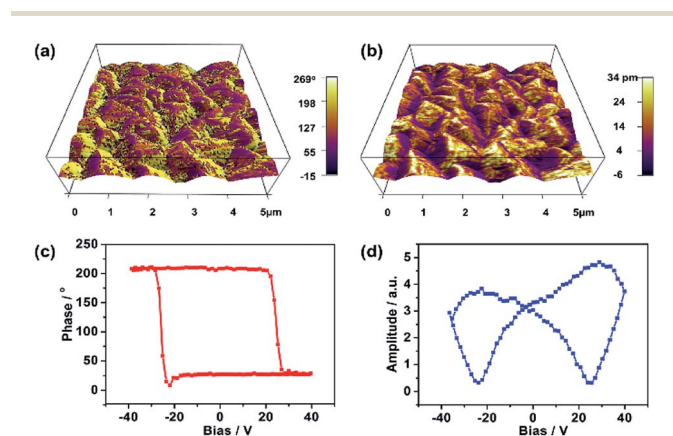 (a)
269°
198
127
55
-15
0 1 2 3 4 5µm
(b)
34 pm
24
14
4
-6
0 1 2 3 4 5µm
(c)
250
200
150
100
50
0
Phase / °
-40 -20 0 20 40
Bias / V
(d)
5
4
3
2
1
0
Amplitude / a.u.
-40 -20 0 20 40
Bias / V